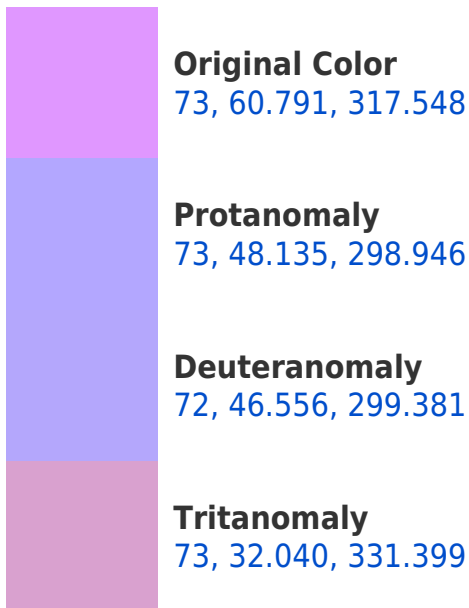 Original Color
73, 60.791, 317.548
Protanomaly
73, 48.135, 298.946
Deuteranomaly
72, 46.556, 299.381
Tritanomaly
73, 32.040, 331.399